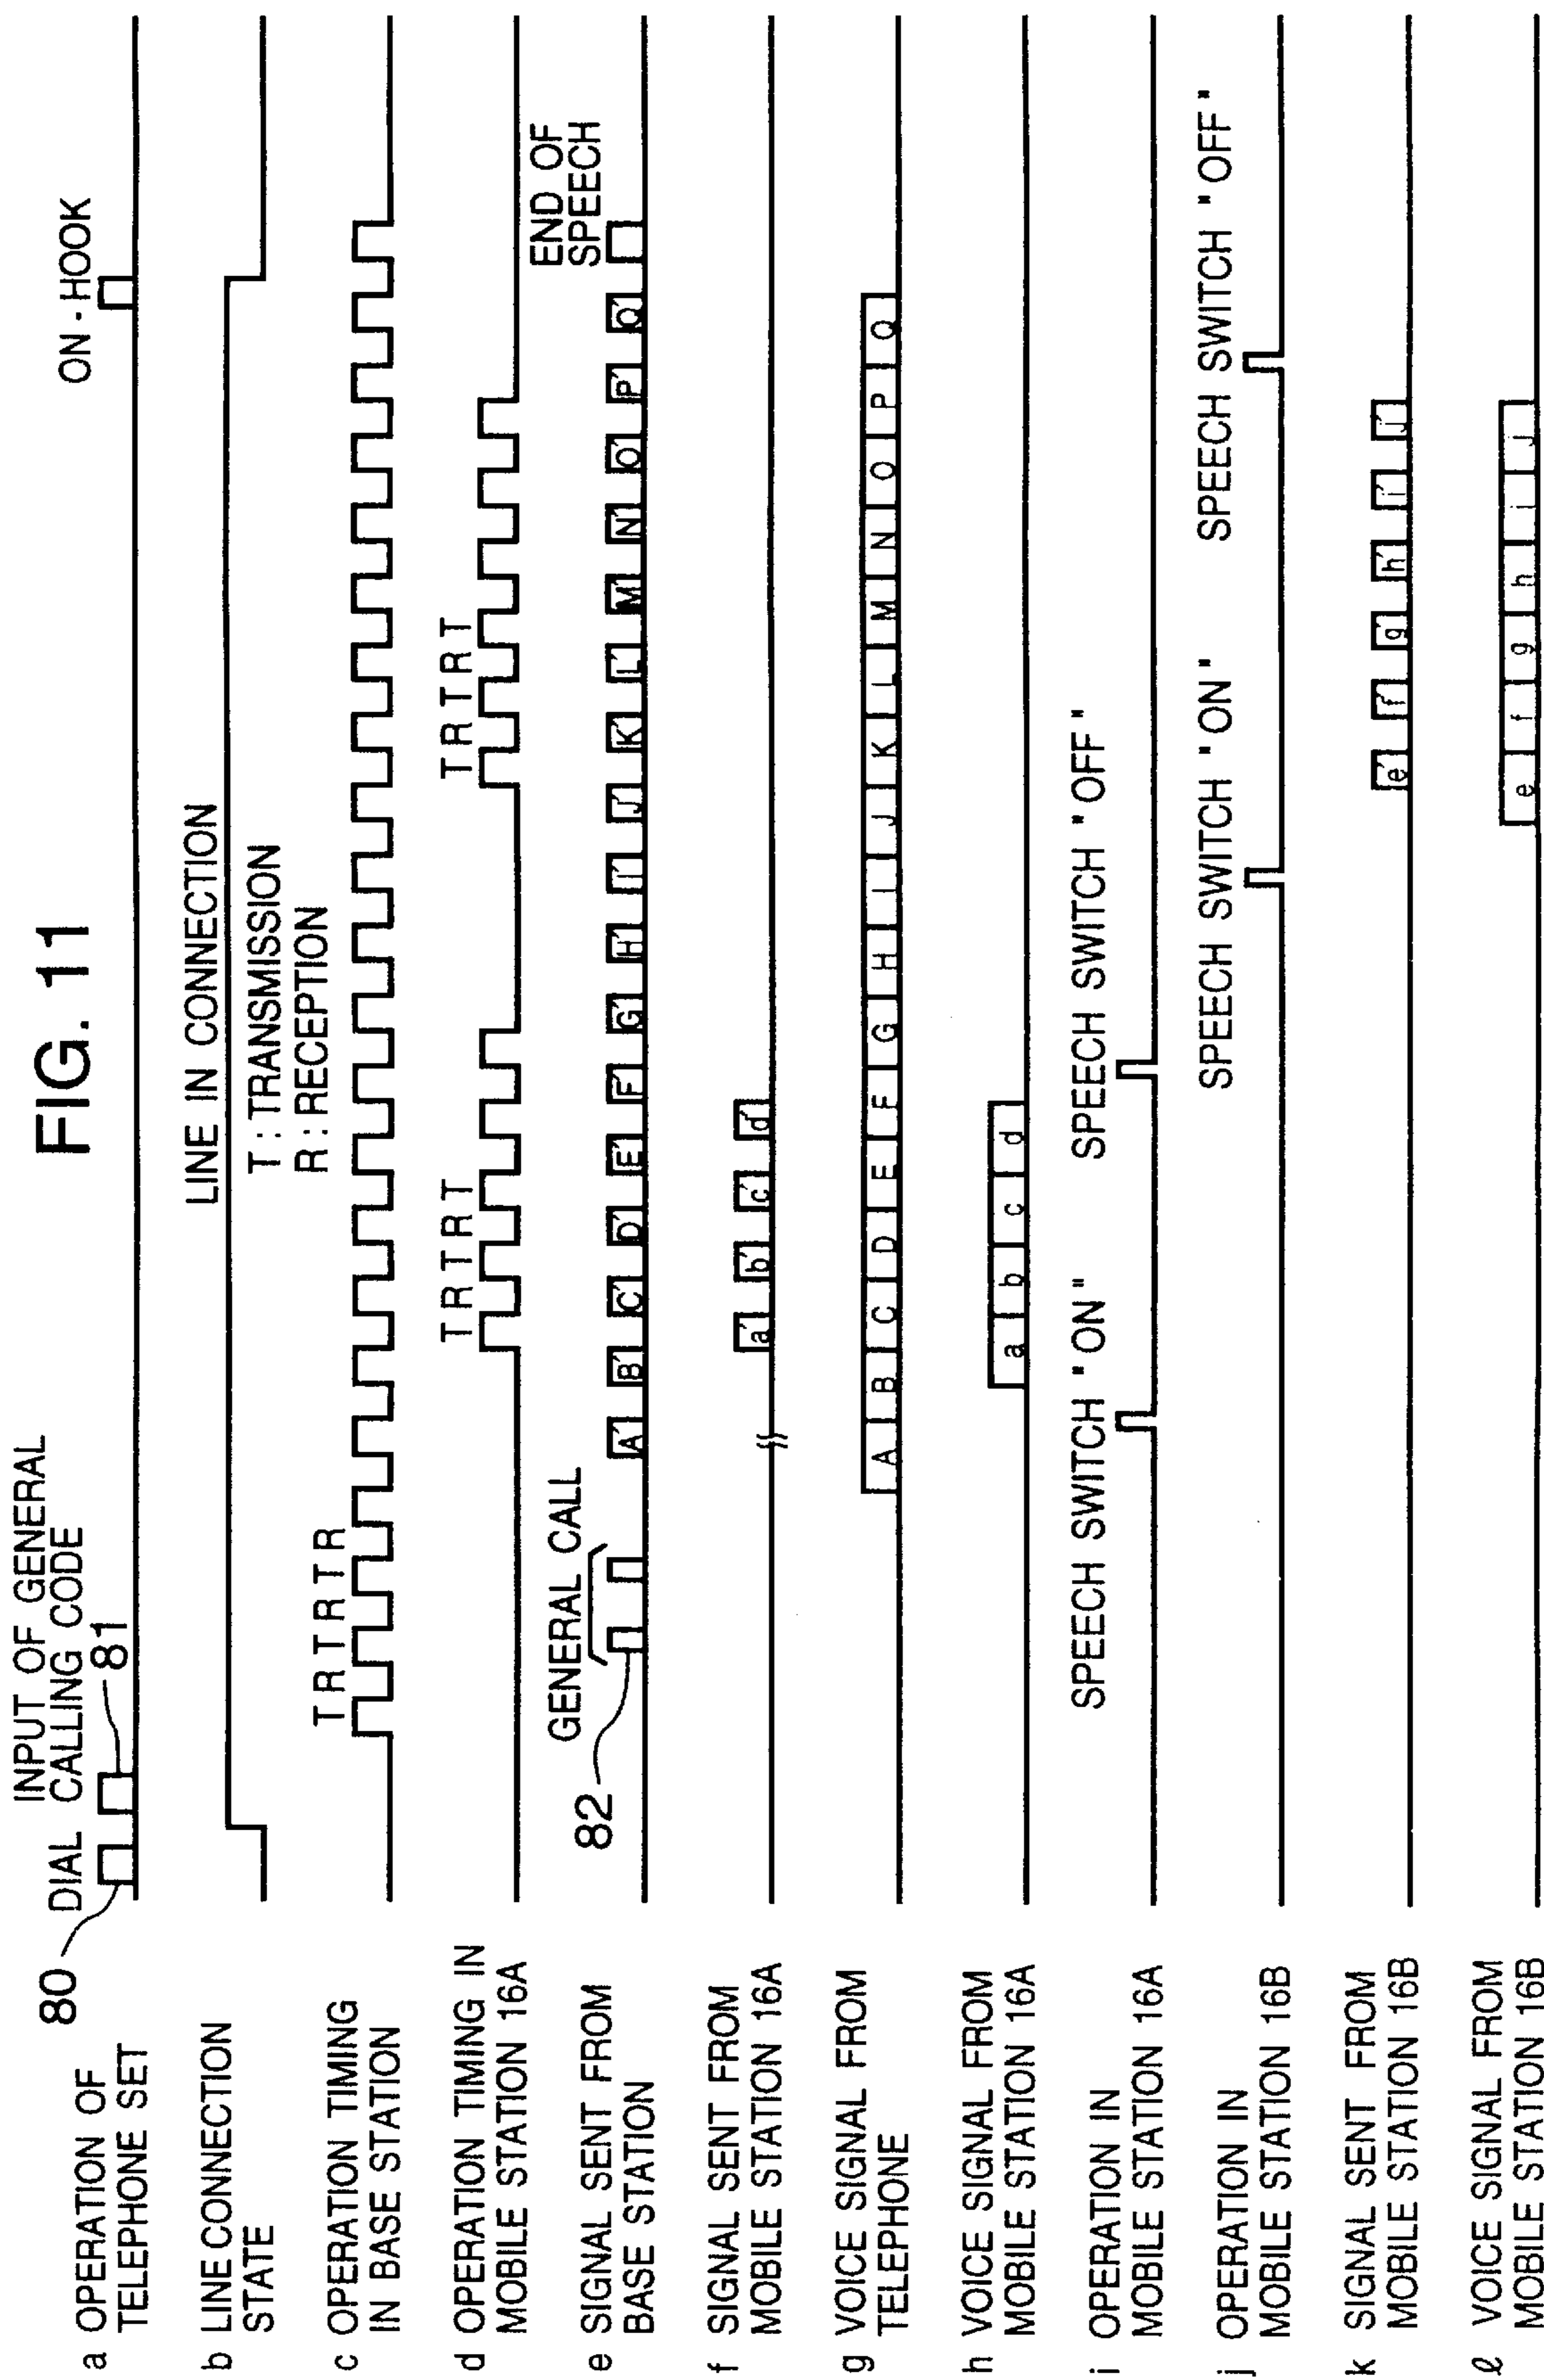 FIG. 11
a OPERATION OF
TELEPHONE SET
80
DIAL
INPUT OF GENERAL
CALLING CODE
81
ON-HOOK
b LINE CONNECTION
STATE
LINE IN CONNECTION
T : TRANSMISSION
R : RECEPTION
c OPERATION TIMING
IN BASE STATION
T R T R T R
d OPERATION TIMING IN
MOBILE STATION 16A
T R T R T
T R T R T
e SIGNAL SENT FROM
BASE STATION
82
GENERAL CALL
A' B' C' D' E' F' G' H' I' J' K' L' M' N' O' P' Q'
END OF
SPEECH
f SIGNAL SENT FROM
MOBILE STATION 16A
a' b' c' d'
g VOICE SIGNAL FROM
TELEPHONE
A B C D E F G H I J K L M N O P Q
h VOICE SIGNAL FROM
MOBILE STATION 16A
a b c d
i OPERATION IN
MOBILE STATION 16A
SPEECH SWITCH "ON"
SPEECH SWITCH "OFF"
j OPERATION IN
MOBILE STATION 16B
SPEECH SWITCH "ON"
SPEECH SWITCH "OFF"
k SIGNAL SENT FROM
MOBILE STATION 16B
e' f' g' h' i' j'
ℓ VOICE SIGNAL FROM
MOBILE STATION 16B
e f g h i j